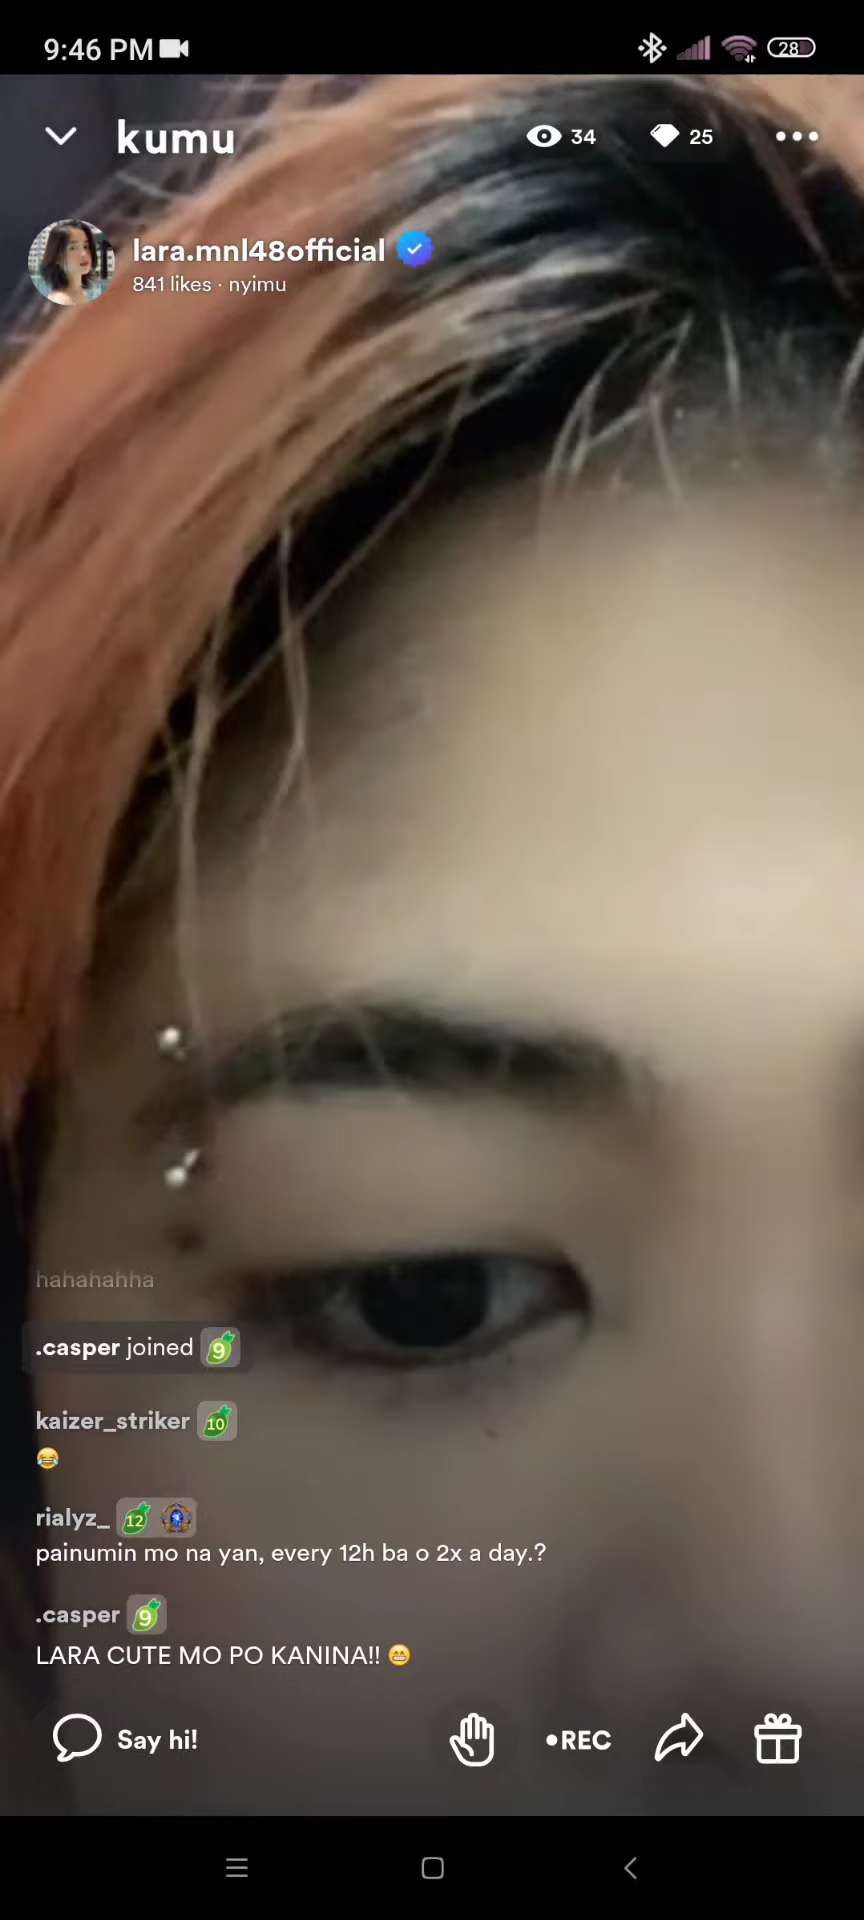 9:46 PM
28
kumu
34
25
lara.mnl48official
841 likes · nyimu
hahahahha
.casper joined 9
kaizer_striker 10
😂
rialyz_ 12
painumin mo na yan, every 12h ba o 2x a day.?
.casper 9
LARA CUTE MO PO KANINA!! 😁
Say hi!
•REC